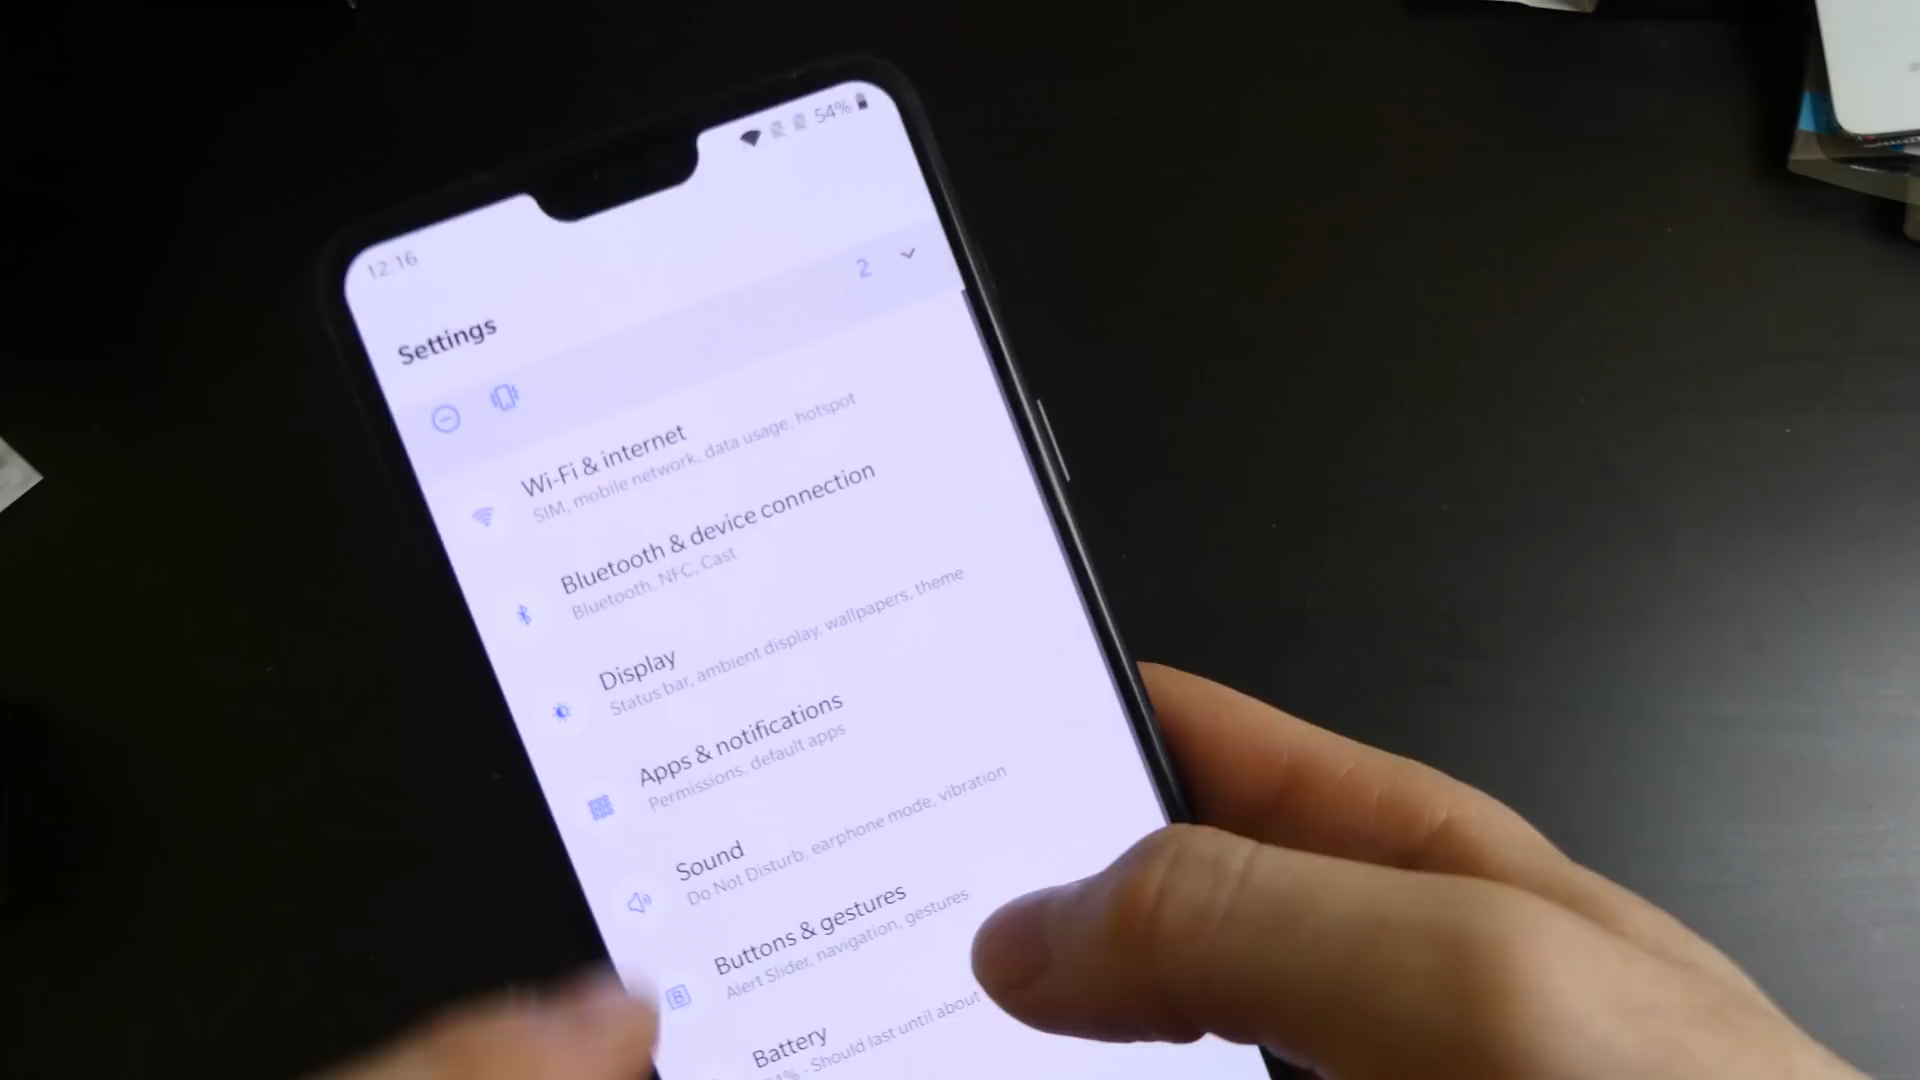 12:16
54%
Settings
2
Wi-Fi & internet
SIM, mobile network, data usage, hotspot
Bluetooth & device connection
Bluetooth, NFC, Cast
Display
Status bar, ambient display, wallpapers, theme
Apps & notifications
Permissions, default apps
Sound
Do Not Disturb, earphone mode, vibration
Buttons & gestures
Alert Slider, navigation, gestures
Battery
- Should last until about